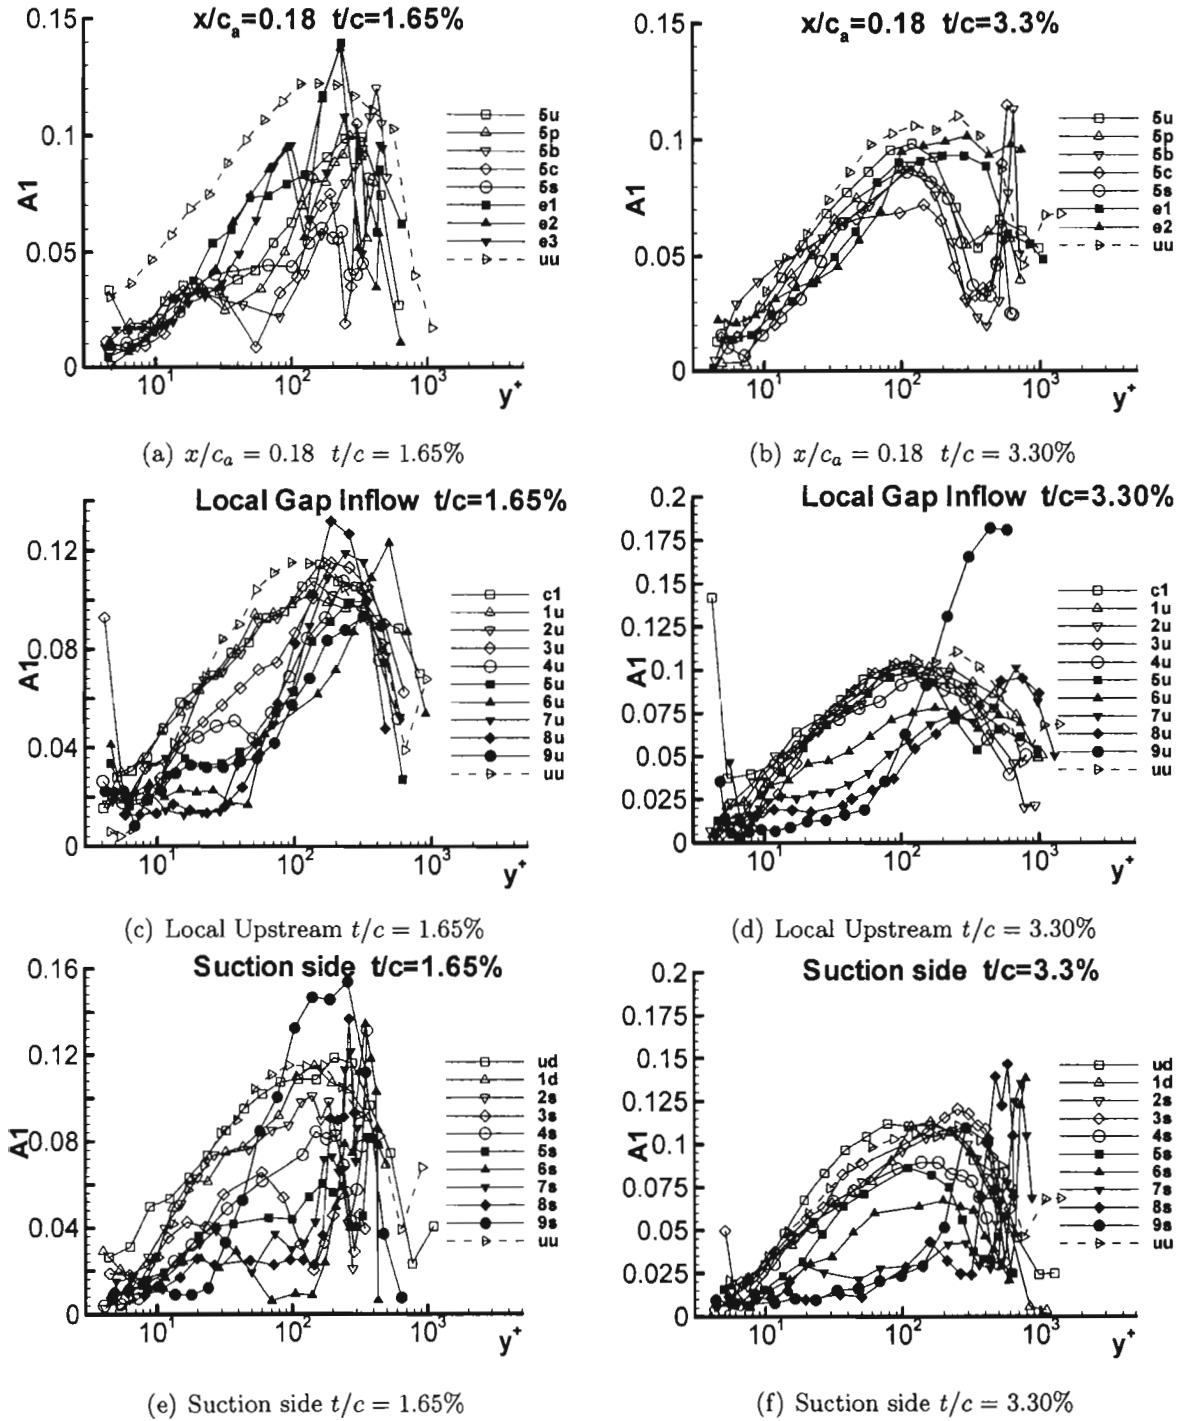 x/ca=0.18 t/c=1.65%
0.15
0.1
0.05
0
A1
10¹
10²
10³
y⁺
5u
5p
5b
5c
5s
e1
e2
e3
uu
(a) x/ca = 0.18 t/c = 1.65%
x/ca=0.18 t/c=3.3%
0.15
0.1
0.05
0
A1
10¹
10²
10³
y⁺
5u
5p
5b
5c
5s
e1
e2
uu
(b) x/ca = 0.18 t/c = 3.30%
Local Gap Inflow t/c=1.65%
0.12
0.08
0.04
0
A1
10¹
10²
10³
y⁺
c1
1u
2u
3u
4u
5u
6u
7u
8u
9u
uu
(c) Local Upstream t/c = 1.65%
Local Gap Inflow t/c=3.30%
0.2
0.175
0.15
0.125
0.1
0.075
0.05
0.025
0
A1
10¹
10²
10³
y⁺
c1
1u
2u
3u
4u
5u
6u
7u
8u
9u
uu
(d) Local Upstream t/c = 3.30%
Suction side t/c=1.65%
0.16
0.12
0.08
0.04
0
A1
10¹
10²
10³
y⁺
ud
1d
2s
3s
4s
5s
6s
7s
8s
9s
uu
(e) Suction side t/c = 1.65%
Suction side t/c=3.3%
0.2
0.175
0.15
0.125
0.1
0.075
0.05
0.025
0
A1
10¹
10²
10³
y⁺
ud
1d
2s
3s
4s
5s
6s
7s
8s
9s
uu
(f) Suction side t/c = 3.30%